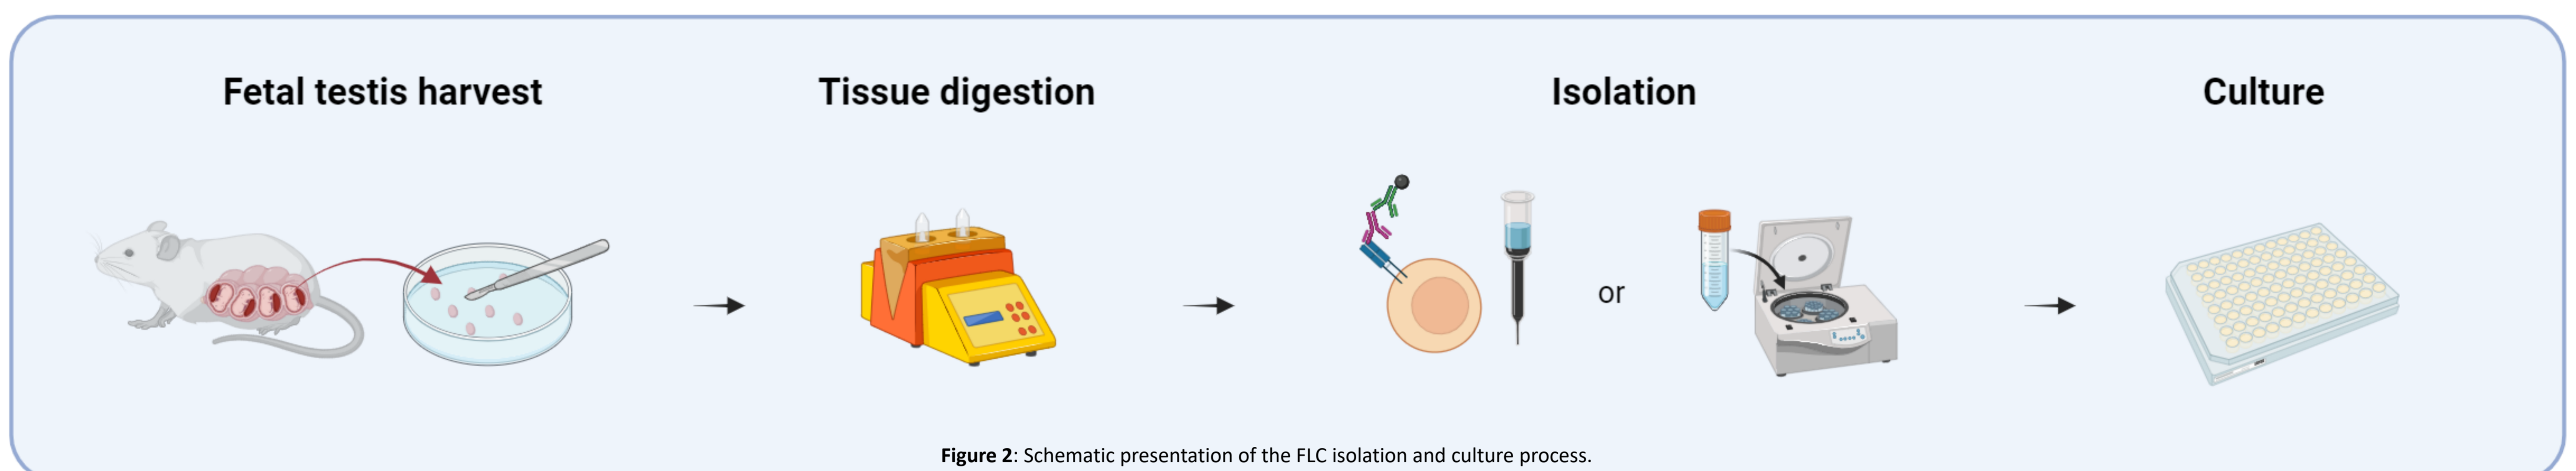 Fetal testis harvest
Tissue digestion
Isolation
Culture
or
Figure 2: Schematic presentation of the FLC isolation and culture process.